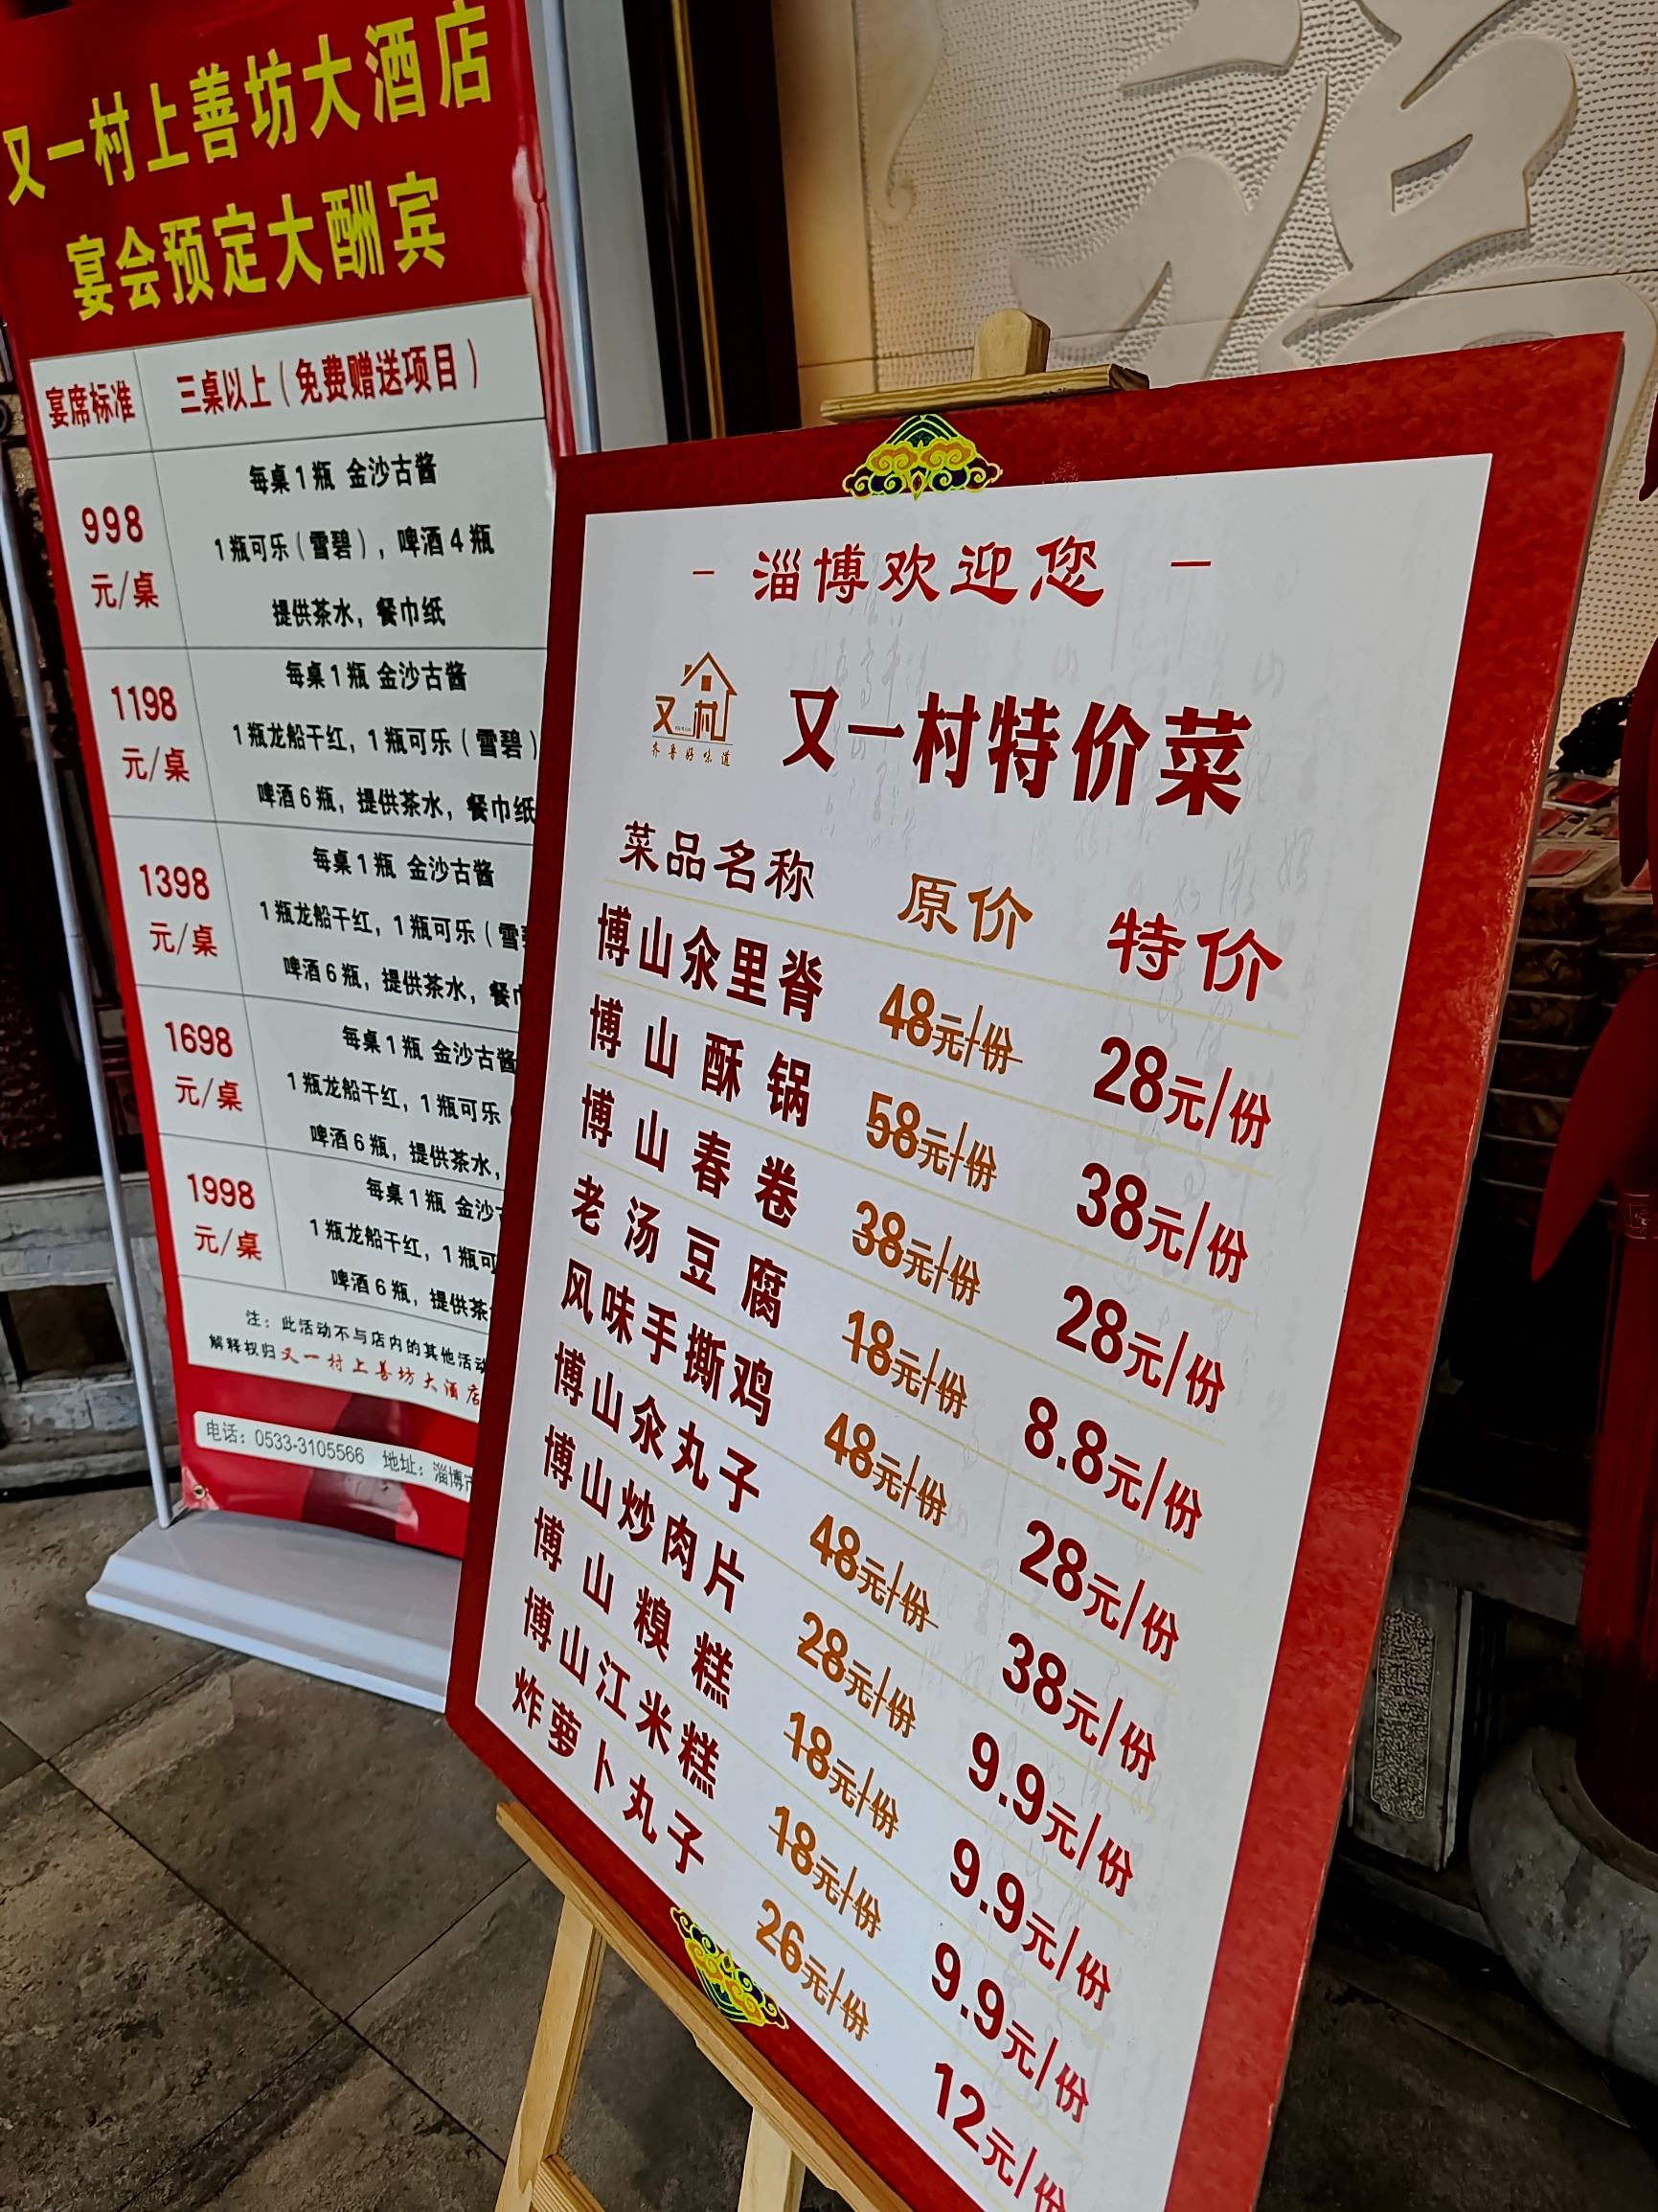 又一村上善坊大酒店
宴会预定大酬宾
宴席标准 三桌以上（免费赠送项目）
998
元/桌
每桌1瓶 金沙古酱
1瓶可乐（雪碧），啤酒4瓶
提供茶水，餐巾纸
1198
元/桌
每桌1瓶 金沙古酱
1瓶龙船干红，1瓶可乐（雪碧）
啤酒6瓶，提供茶水，餐巾纸
1398
元/桌
每桌1瓶 金沙古酱
1瓶龙船干红，1瓶可乐（雪
啤酒6瓶，提供茶水，餐巾
1698
元/桌
每桌1瓶 金沙古酱
1瓶龙船干红，1瓶可乐
啤酒6瓶，提供茶水，
1998
元/桌
每桌1瓶 金沙
1瓶龙船干红，1瓶可
啤酒6瓶，提供茶
注：此活动不与店内的其他活动
解释权归又一村上善坊大酒店
电话：0533-3105566 地址：淄博市
- 淄博欢迎您 -
又一村
齐鲁好味道
又一村特价菜
菜品名称 原价 特价
博山汆里脊 48元/份 28元/份
博山酥锅 58元/份 38元/份
博山春卷 38元/份 28元/份
老汤豆腐 18元/份 8.8元/份
风味手撕鸡 48元/份 28元/份
博山汆丸子 48元/份 38元/份
博山炒肉片 28元/份 9.9元/份
博山糗糕 18元/份 9.9元/份
博山江米糕 18元/份 9.9元/份
炸萝卜丸子 26元/份 12元/份